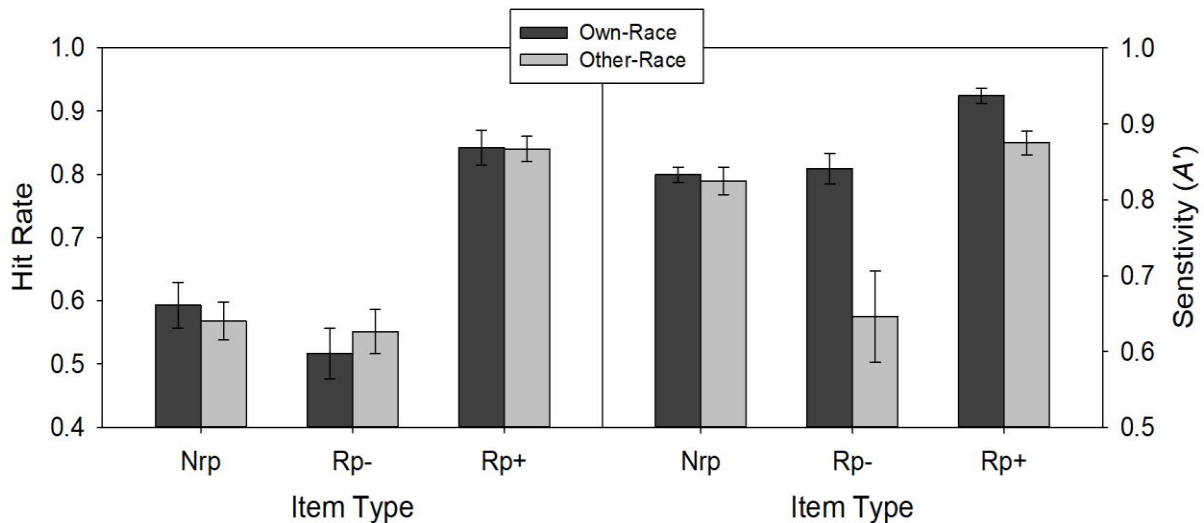 Own-Race
Other-Race
Hit Rate
1.0
0.9
0.8
0.7
0.6
0.5
0.4
Nrp
Rp-
Rp+
Item Type
Nrp
Rp-
Rp+
Item Type
1.0
0.9
0.8
0.7
0.6
0.5
Senstivity (A')